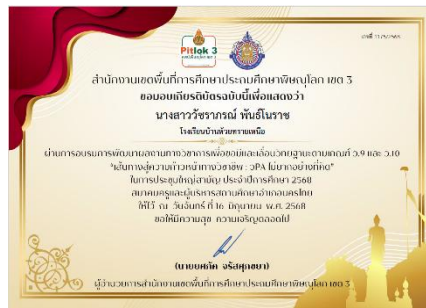 Pitlok 3
สำนักงานเขตพื้นที่การศึกษาประถมศึกษาพิษณุโลก เขต 3
ขอมอบเกียรติบัตรฉบับนี้เพื่อแสดงว่า
นางสาววัชราภรณ์ พันธ์โนราช
โรงเรียนบ้านห้วยทรายเหนือ
ผ่านการอบรมการพัฒนาผลงานทางวิชาการเพื่อขอมีและเลื่อนวิทยฐานะตามเกณฑ์ ว.9 และ ว.10
"เส้นทางสู่ความก้าวหน้าทางวิชาชีพ : วPA ไม่ยากอย่างที่คิด"
ในการประชุมใหญ่สามัญ ประจำปีการศึกษา 2568
สมาคมครูและผู้บริหารสถานศึกษาอำเภอนครไทย
ให้ไว้ ณ วันจันทร์ ที่ 16 มิถุนายน พ.ศ. 2568
ขอให้มีความสุข ความเจริญตลอดไป
ผู้อำนวยการสำนักงานเขตพื้นที่การศึกษาประถมศึกษาพิษณุโลก เขต 3